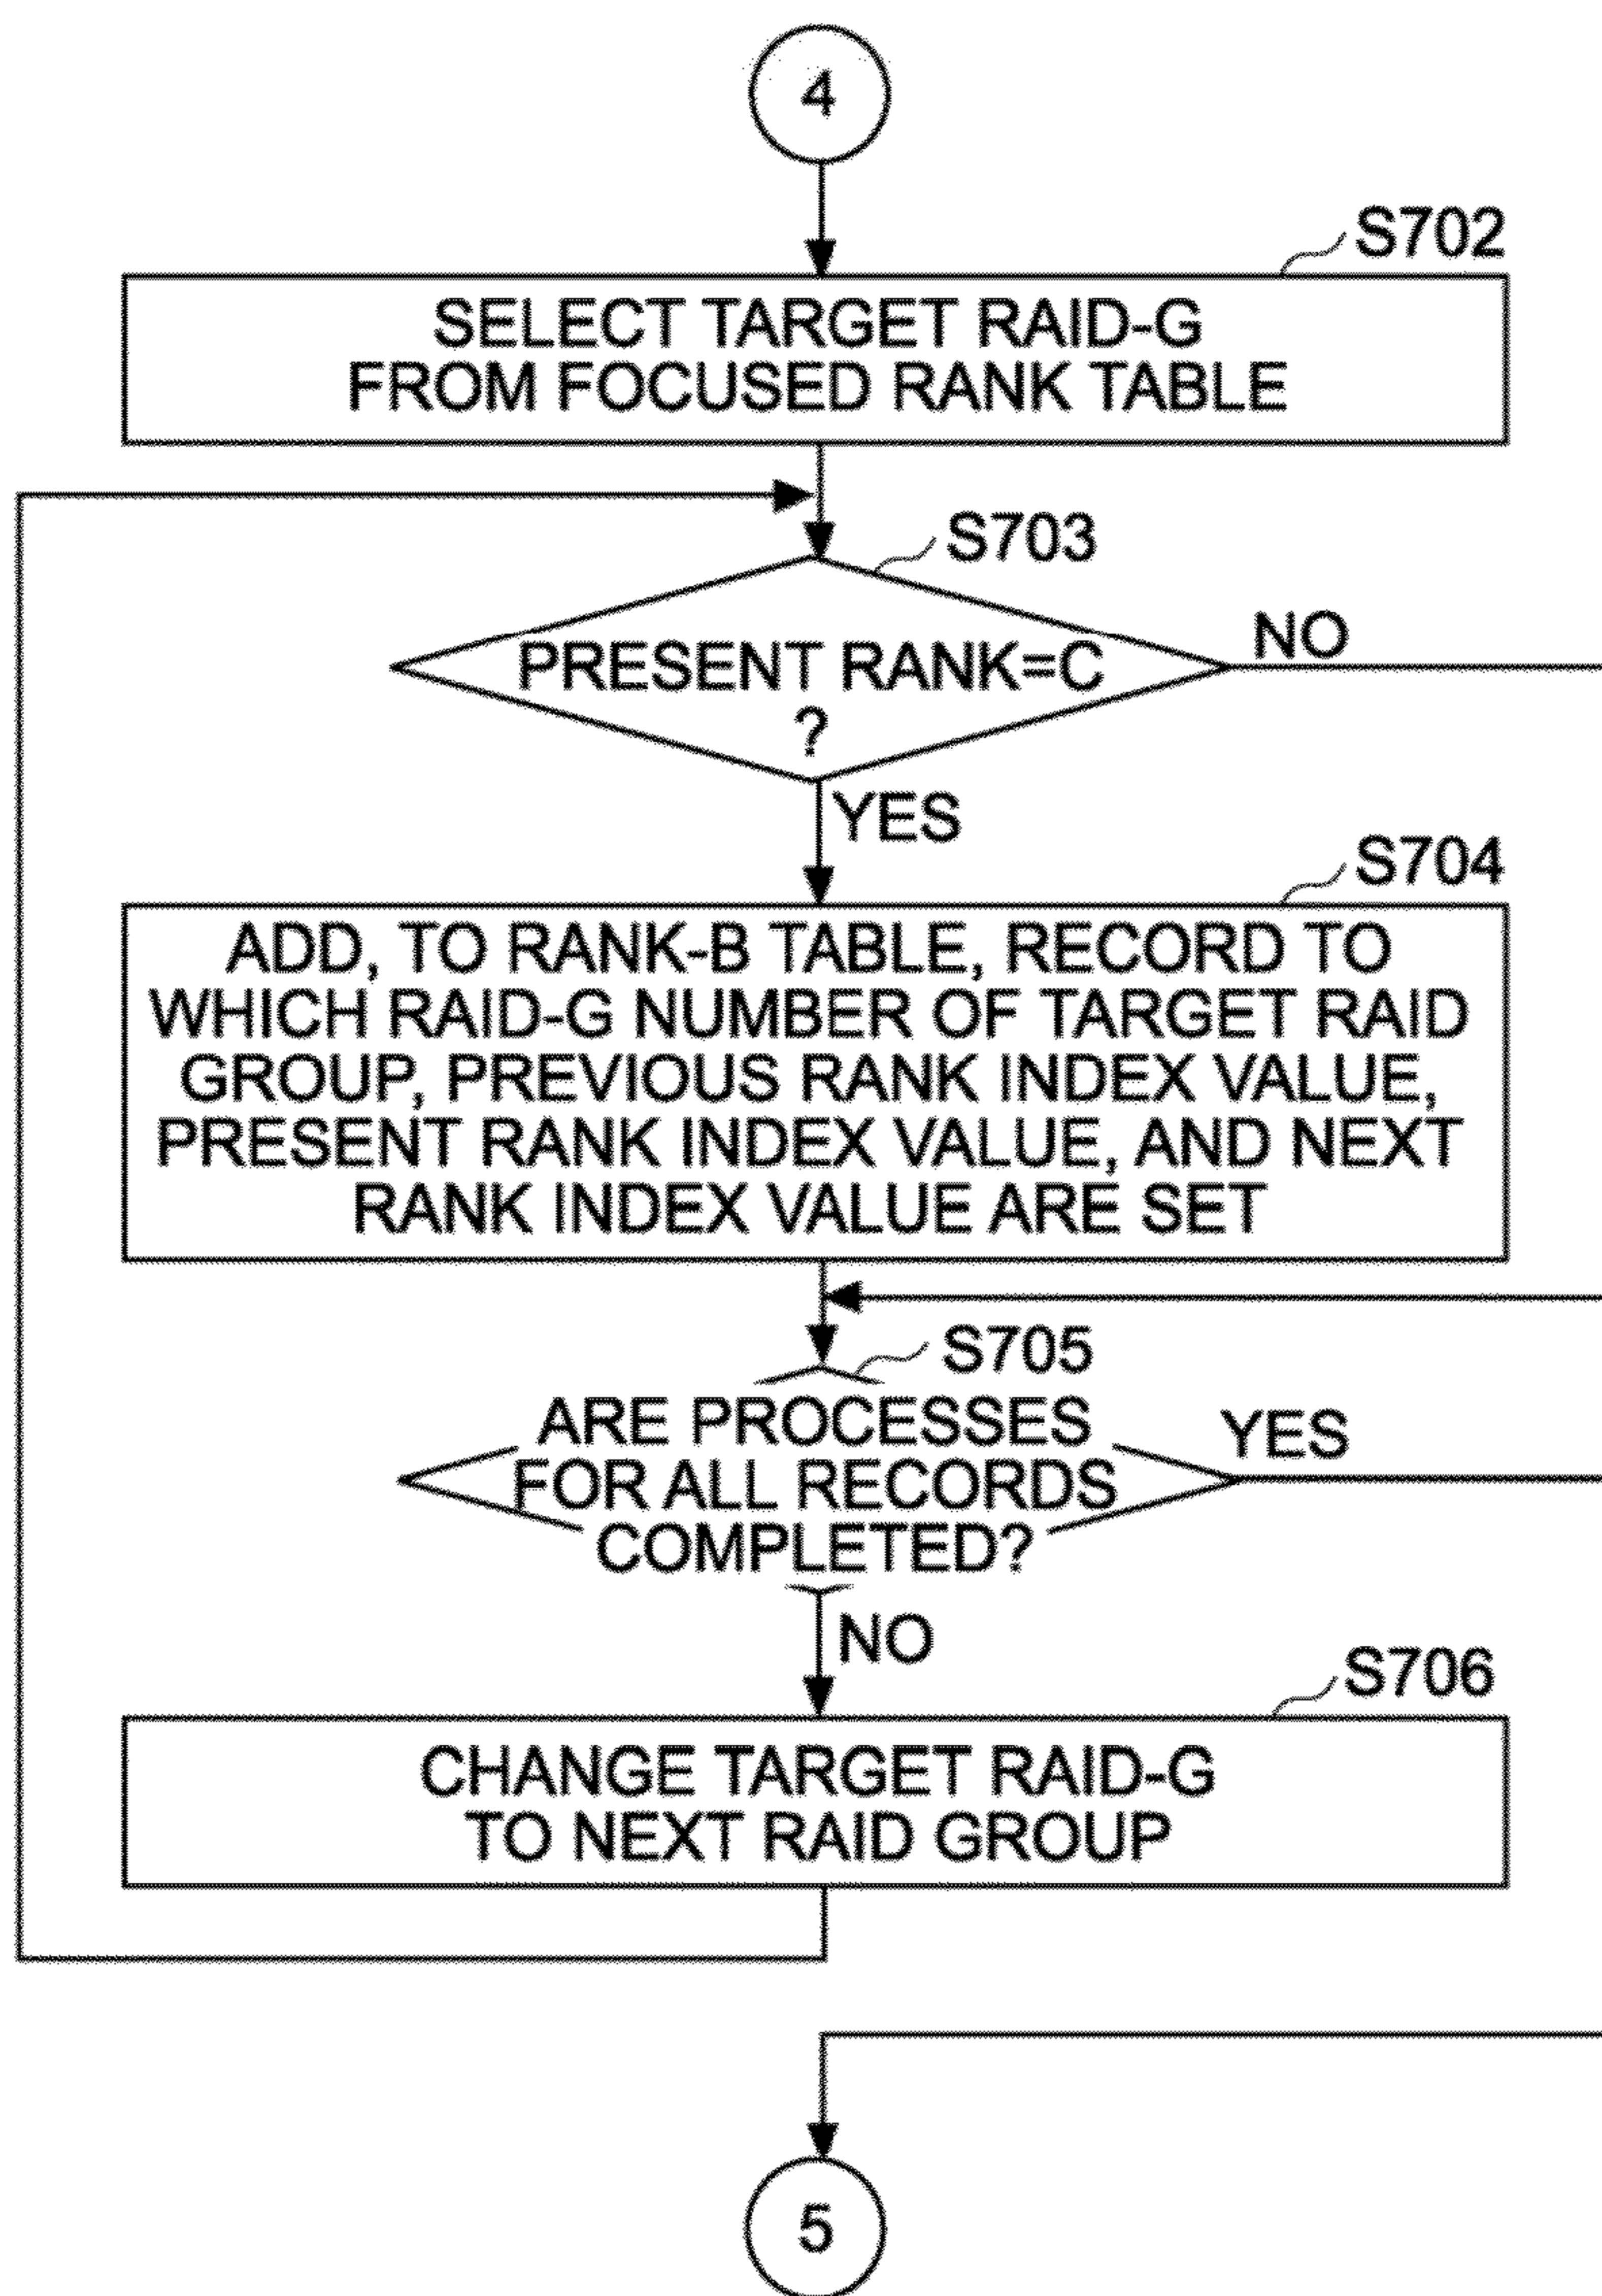 4
S702
SELECT TARGET RAID-G
FROM FOCUSED RANK TABLE
S703
PRESENT RANK=C
?
NO
YES
S704
ADD, TO RANK-B TABLE, RECORD TO
WHICH RAID-G NUMBER OF TARGET RAID
GROUP, PREVIOUS RANK INDEX VALUE,
PRESENT RANK INDEX VALUE, AND NEXT
RANK INDEX VALUE ARE SET
S705
ARE PROCESSES
FOR ALL RECORDS
COMPLETED?
YES
NO
S706
CHANGE TARGET RAID-G
TO NEXT RAID GROUP
5